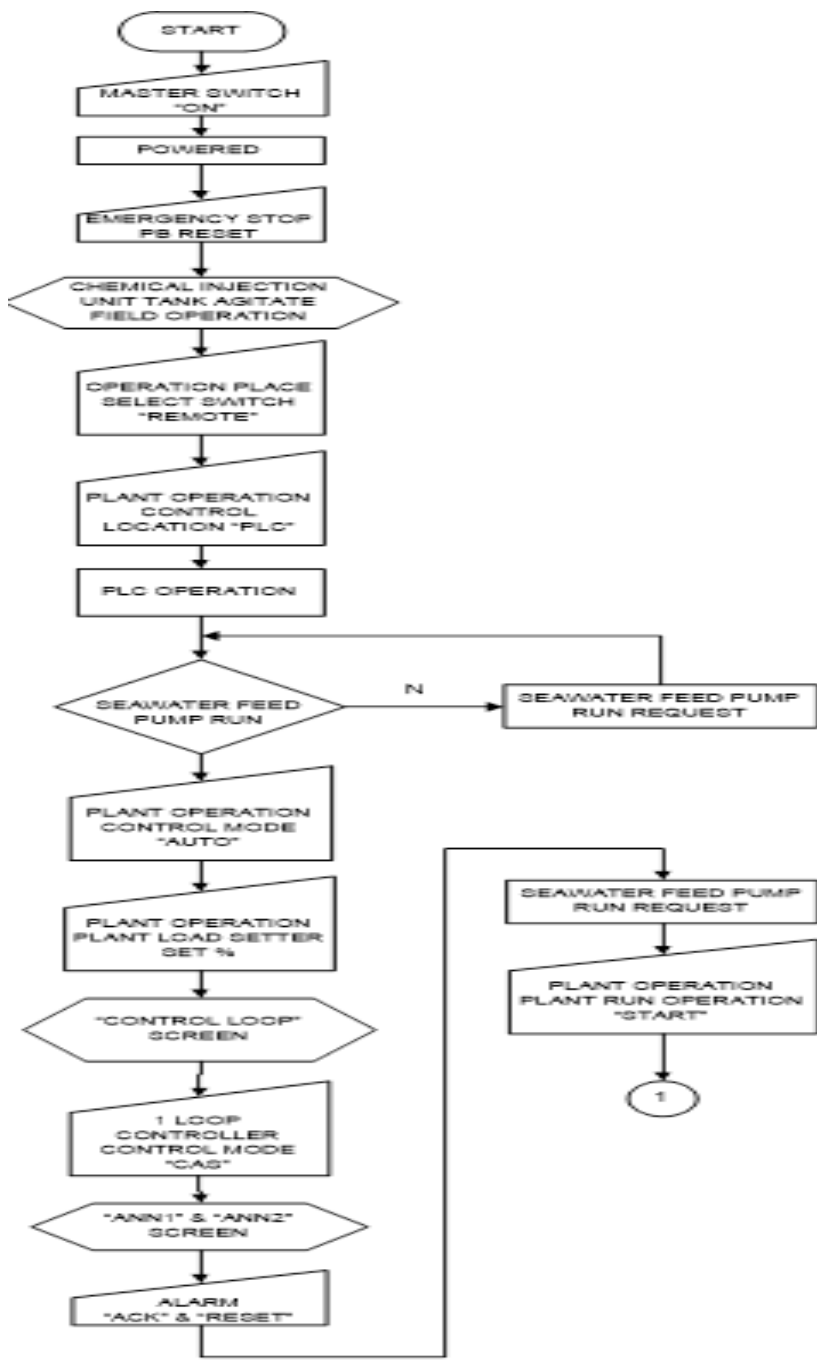 START
MASTER SWITCH
"ON"
POWERED
EMERGENCY STOP
PB RESET
CHEMICAL INJECTION
UNIT TANK AGITATE
FIELD OPERATION
OPERATION PLACE
SELECT SWITCH
"REMOTE"
PLANT OPERATION
CONTROL
LOCATION "PLC"
PLC OPERATION
SEAWATER FEED
PUMP RUN
N
SEAWATER FEED PUMP
RUN REQUEST
PLANT OPERATION
CONTROL MODE
"AUTO"
PLANT OPERATION
PLANT LOAD SETTER
SET %
"CONTROL LOOP"
SCREEN
1 LOOP
CONTROLLER
CONTROL MODE
"CAS"
"ANN1" & "ANN2"
SCREEN
ALARM
"ACK" & "RESET"
SEAWATER FEED PUMP
RUN REQUEST
PLANT OPERATION
PLANT RUN OPERATION
"START"
1